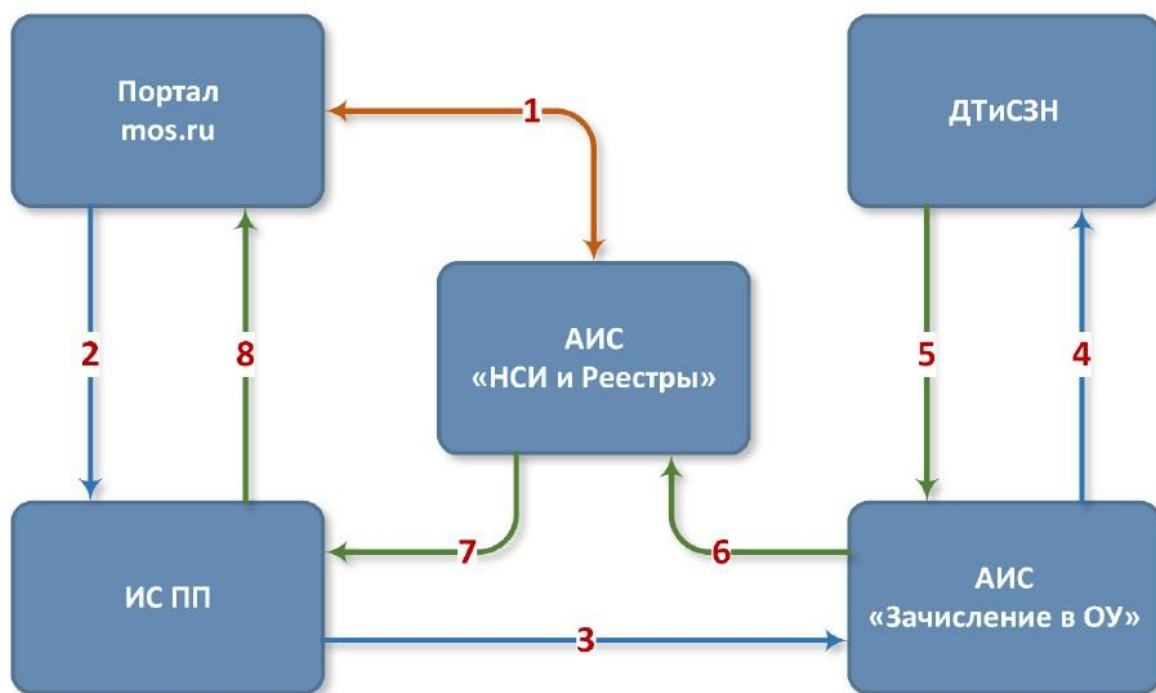 Портал
mos.ru
1
ДТиСЗН
2
8
АИС
«НСИ и Реестры»
5
4
ИС ПП
7
6
АИС
«Зачисление в ОУ»
3